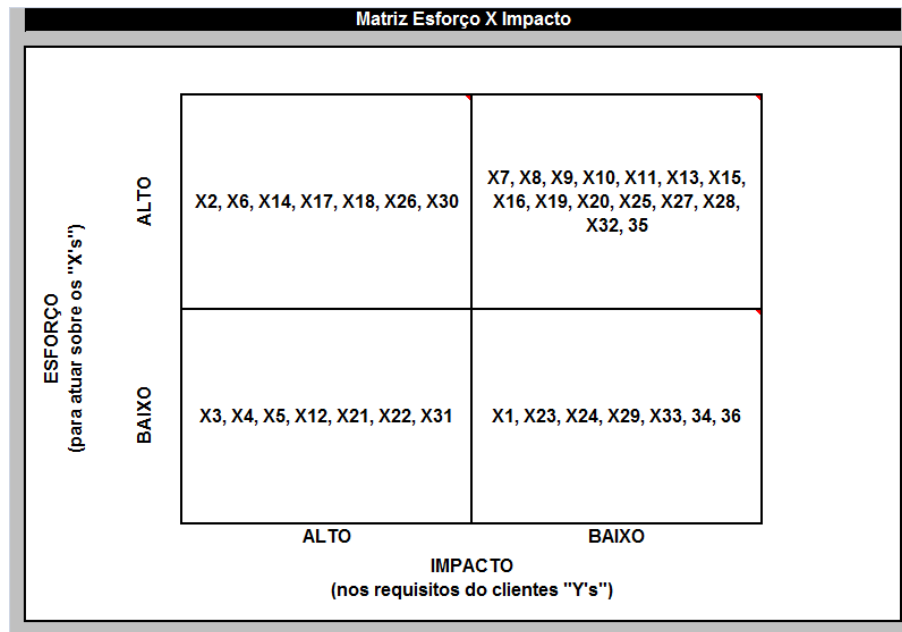 Matriz Esforço X Impacto
ESFORÇO
(para atuar sobre os "X's")
ALTO
X2, X6, X14, X17, X18, X26, X30
X7, X8, X9, X10, X11, X13, X15,
X16, X19, X20, X25, X27, X28,
X32, 35
BAIXO
X3, X4, X5, X12, X21, X22, X31
X1, X23, X24, X29, X33, 34, 36
ALTO
BAIXO
IMPACTO
(nos requisitos do clientes "Y's")